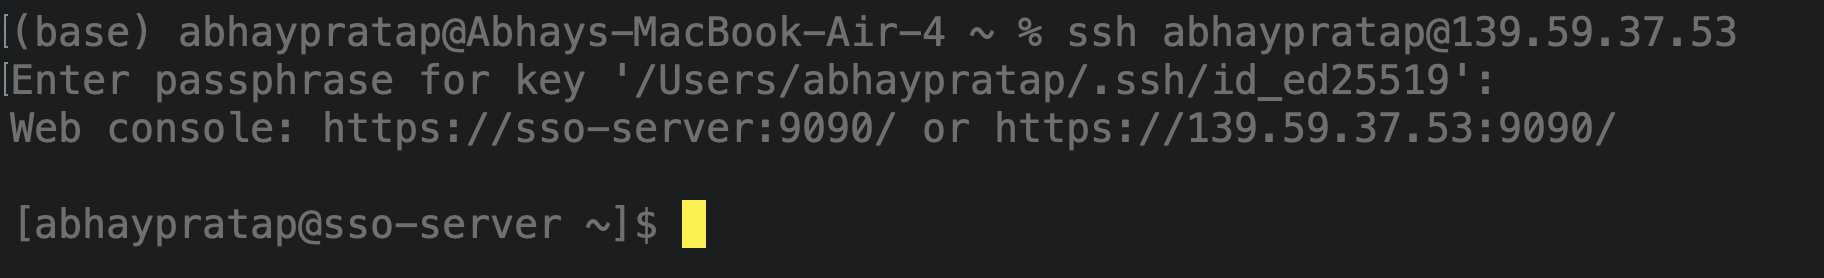 (base) abhaypratap@Abhays-MacBook-Air-4 ~ % ssh abhaypratap@139.59.37.53
Enter passphrase for key '/Users/abhaypratap/.ssh/id_ed25519':
Web console: https://sso-server:9090/ or https://139.59.37.53:9090/
[abhaypratap@sso-server ~]$